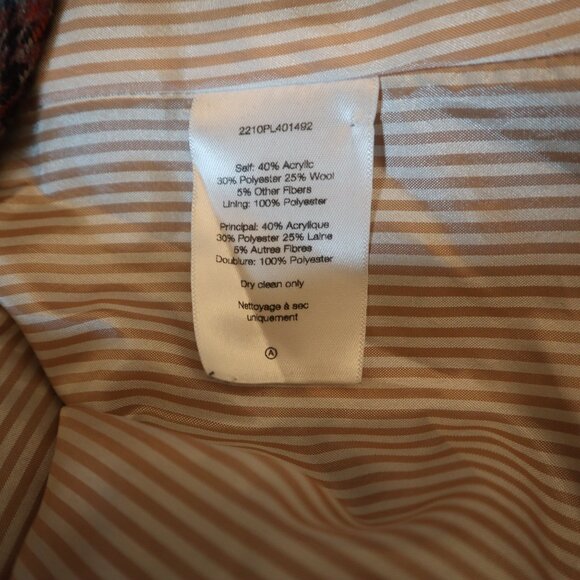 2210PL401492
Self: 40% Acrylic
30% Polyester 25% Wool
5% Other Fibers
Lining: 100% Polyester
Principal: 40% Acrylique
30% Polyester 25% Laine
5% Autres Fibres
Doublure: 100% Polyester
Dry clean only
Nettoyage à sec
uniquement
A